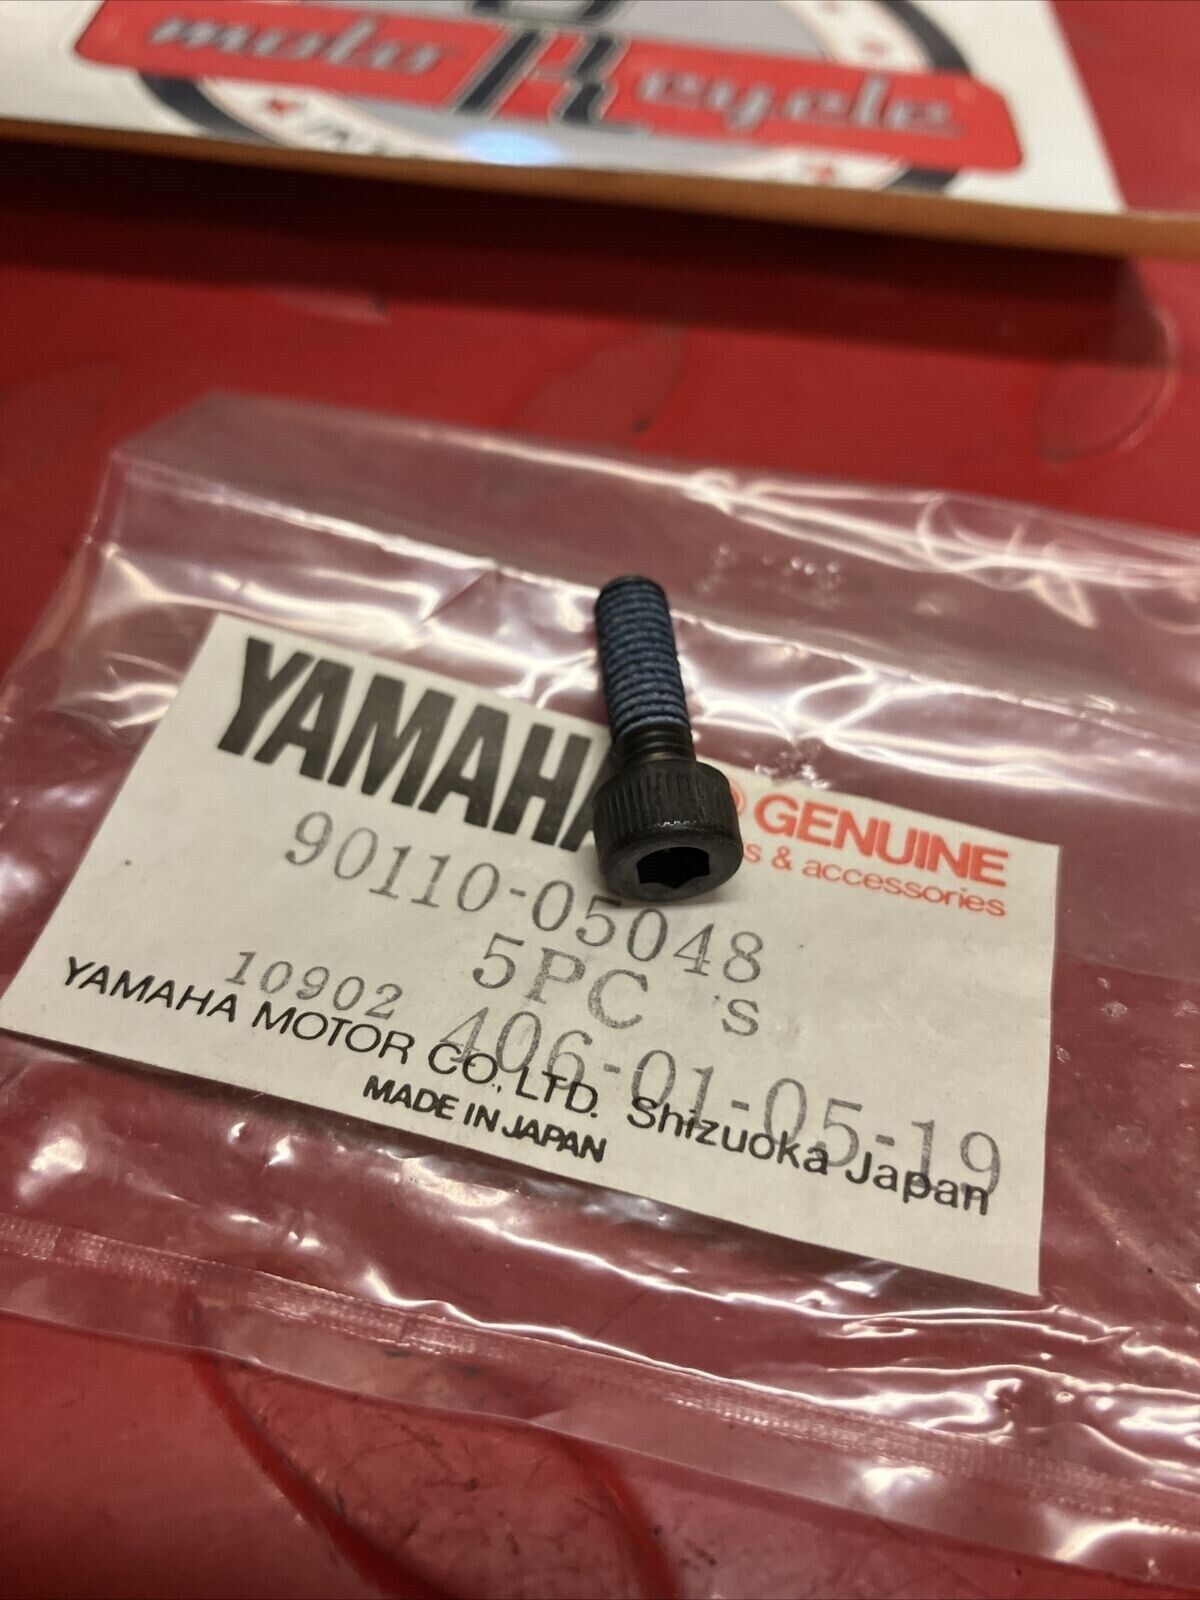 moto R cycle
YAMAHA
GENUINE
s & accessories
90110-05048
5PC's
10902 406-01-05-19
YAMAHA MOTOR CO., LTD. Shizuoka Japan
MADE IN JAPAN